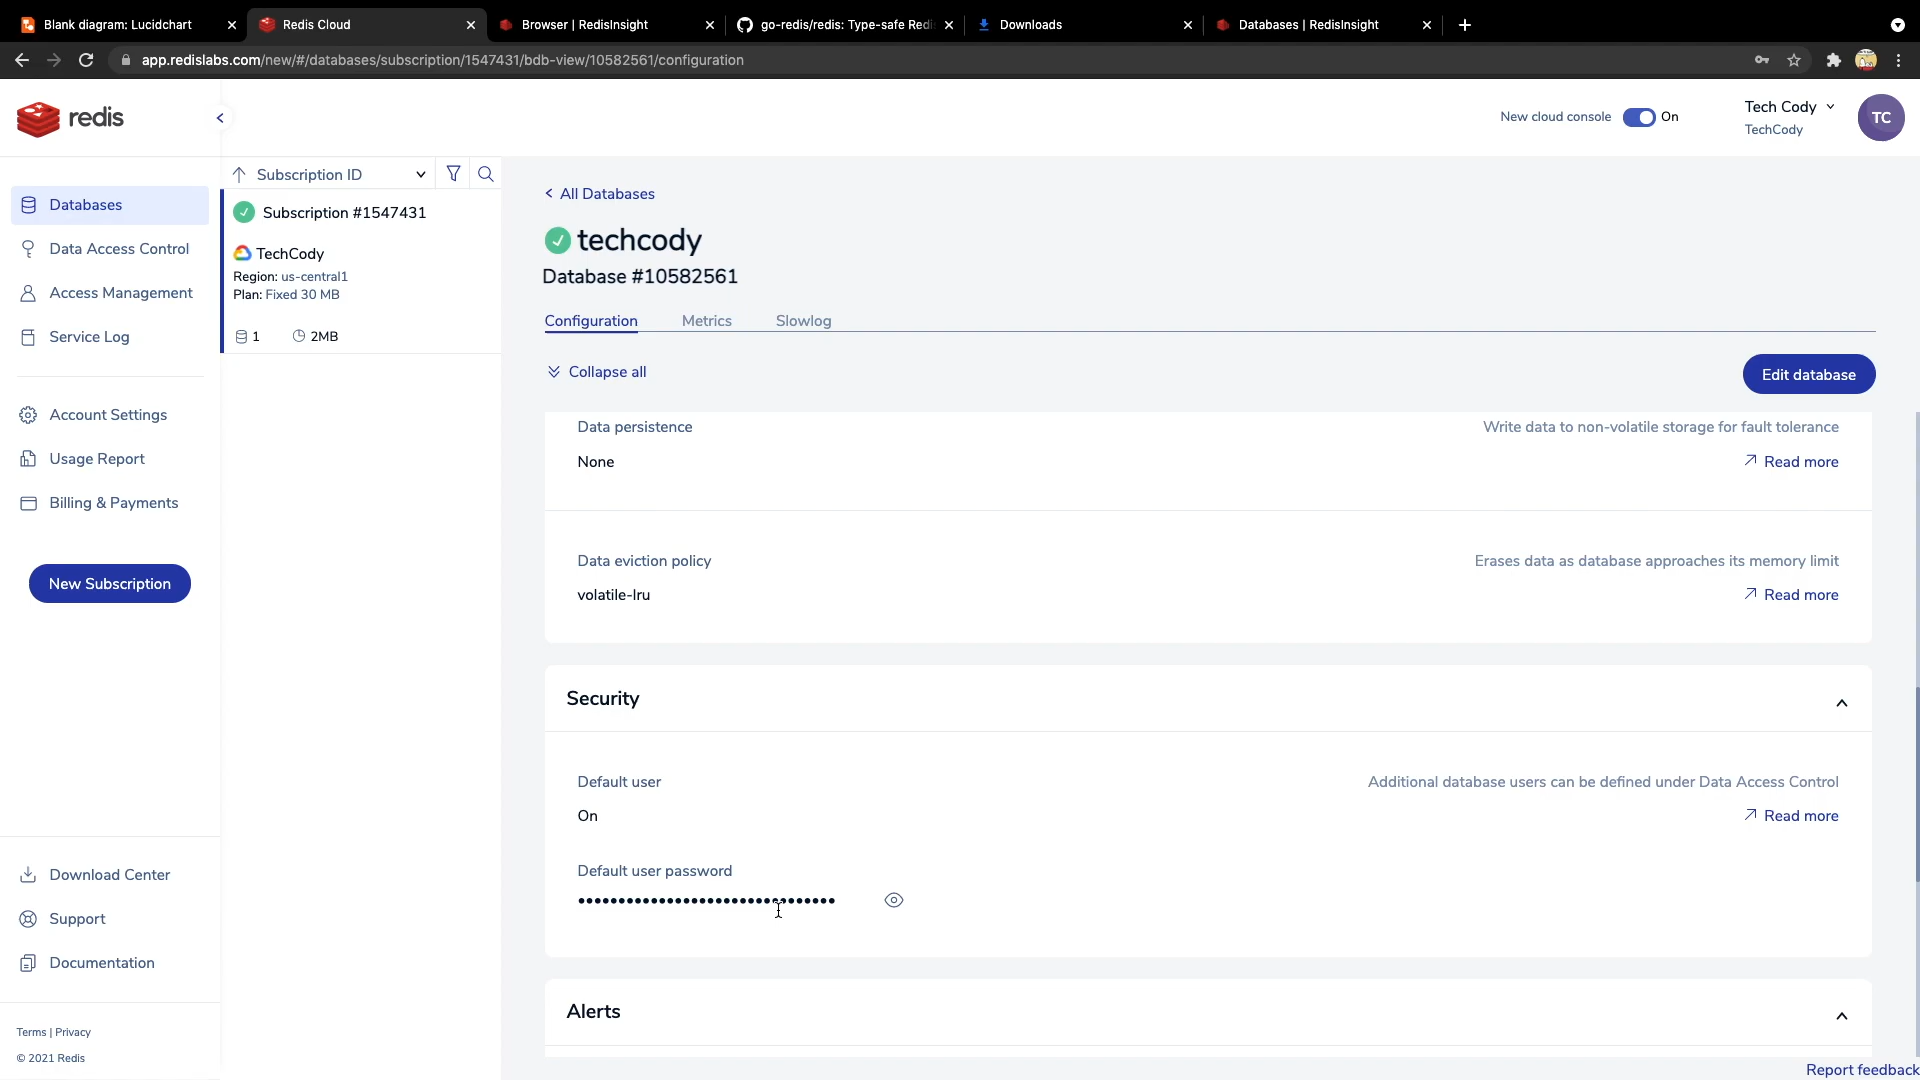 Blank diagram: Lucidchart
Redis Cloud
Browser | RedisInsight
go-redis/redis: Type-safe Redi
Downloads
Databases | RedisInsight
app.redislabs.com/new/#/databases/subscription/1547431/bdb-view/10582561/configuration
redis
New cloud console
On
Tech Cody
TechCody
TC
Databases
Data Access Control
Access Management
Service Log
Account Settings
Usage Report
Billing & Payments
New Subscription
Download Center
Support
Documentation
Terms | Privacy
© 2021 Redis
Subscription ID
Subscription #1547431
TechCody
Region: us-central1
Plan: Fixed 30 MB
1
2MB
All Databases
techcody
Database #10582561
Configuration
Metrics
Slowlog
Collapse all
Edit database
Data persistence
Write data to non-volatile storage for fault tolerance
None
Read more
Data eviction policy
Erases data as database approaches its memory limit
volatile-lru
Read more
Security
Default user
Additional database users can be defined under Data Access Control
On
Read more
Default user password
••••••••••••••••••••••••••••••••
Alerts
Report feedback